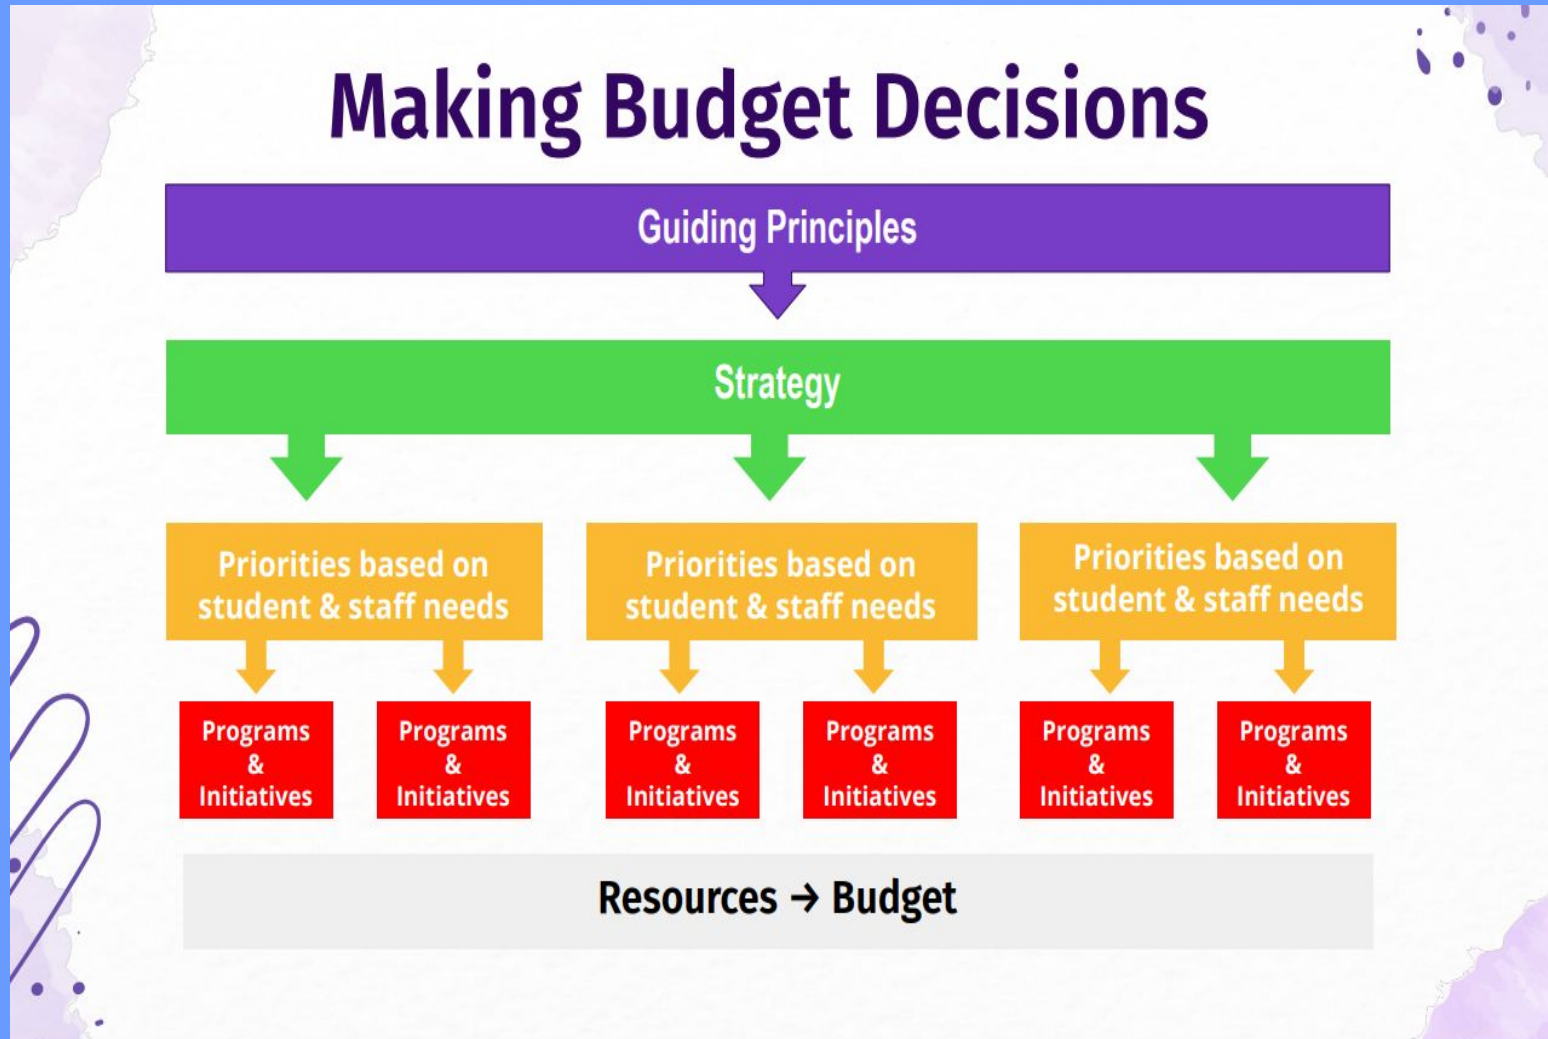 Making Budget Decisions
Guiding Principles
Strategy
Priorities based on
student & staff needs
Priorities based on
student & staff needs
Priorities based on
student & staff needs
Programs
&
Initiatives
Programs
&
Initiatives
Programs
&
Initiatives
Programs
&
Initiatives
Programs
&
Initiatives
Programs
&
Initiatives
Resources → Budget